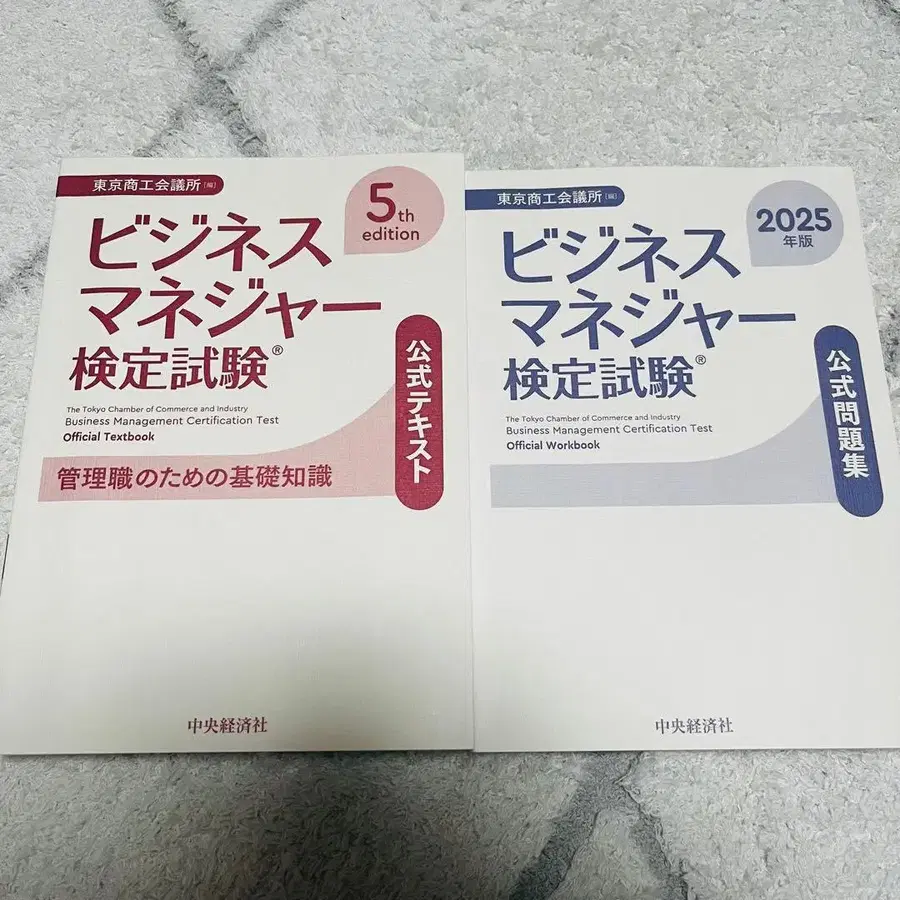 東京商工会議所[編]
5th
edition
ビジネス
マネジャー
検定試験®
The Tokyo Chamber of Commerce and Industry
Business Management Certification Test
Official Textbook
公式テキスト
管理職のための基礎知識
中央経済社
東京商工会議所[編]
2025
年版
ビジネス
マネジャー
検定試験®
The Tokyo Chamber of Commerce and Industry
Business Management Certification Test
Official Workbook
公式問題集
中央経済社